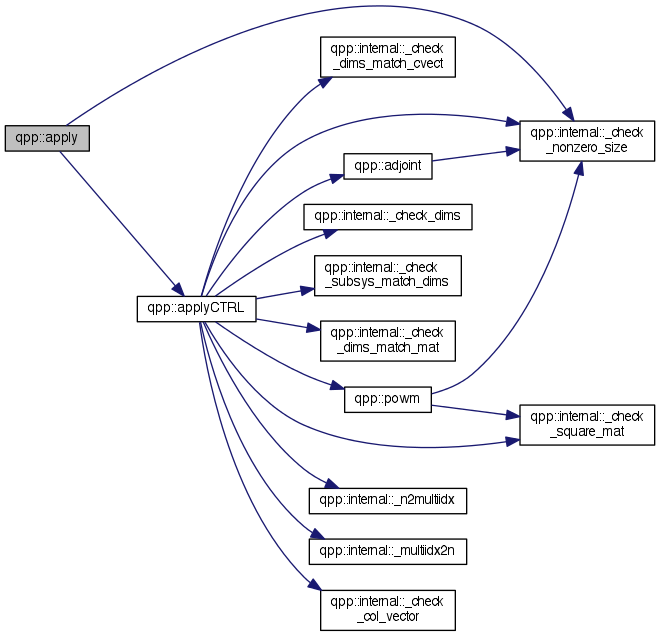 qpp::internal::_check
_dims_match_cvect
qpp::apply
qpp::internal::_check
_nonzero_size
qpp::adjoint
qpp::internal::_check_dims
qpp::internal::_check
_subsys_match_dims
qpp::applyCTRL
qpp::internal::_check
_dims_match_mat
qpp::powm
qpp::internal::_check
_square_mat
qpp::internal::_n2multiidx
qpp::internal::_multiidx2n
qpp::internal::_check
_col_vector